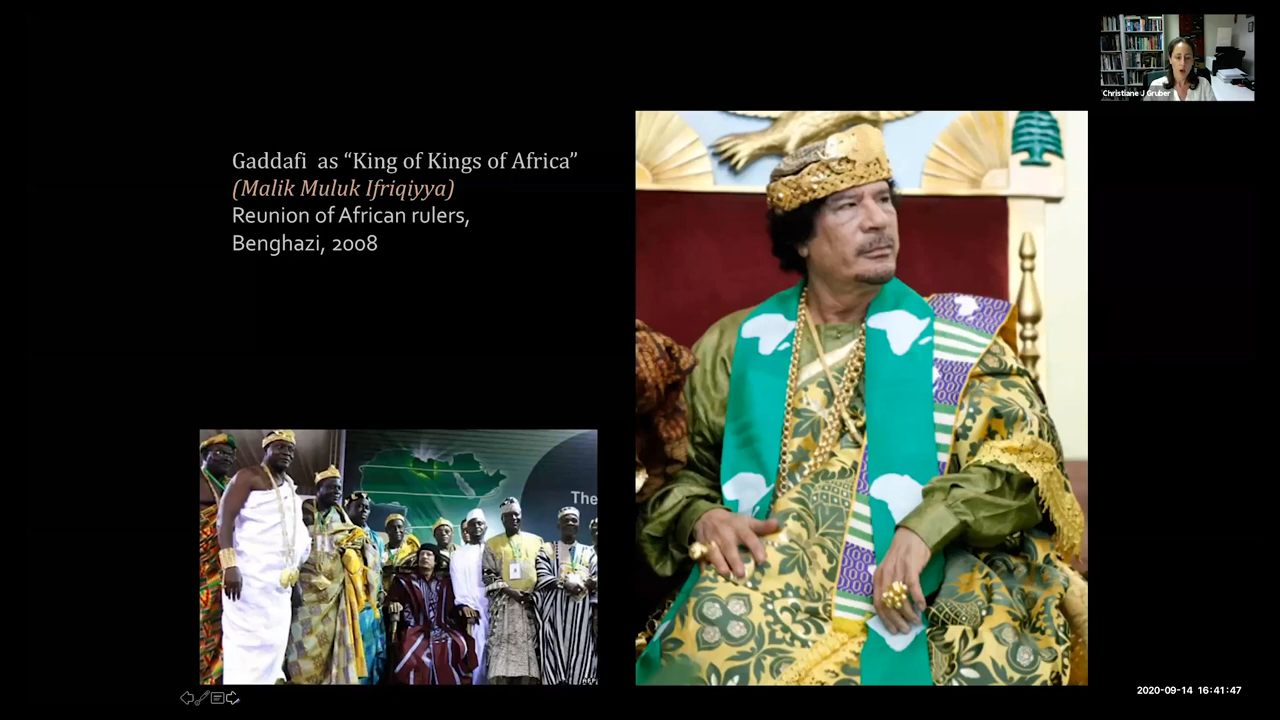 Christiane J Gruber
Gaddafi as “King of Kings of Africa”
(Malik Muluk Ifriqiyya)
Reunion of African rulers,
Benghazi, 2008
The
2020-09-14 16:41:47